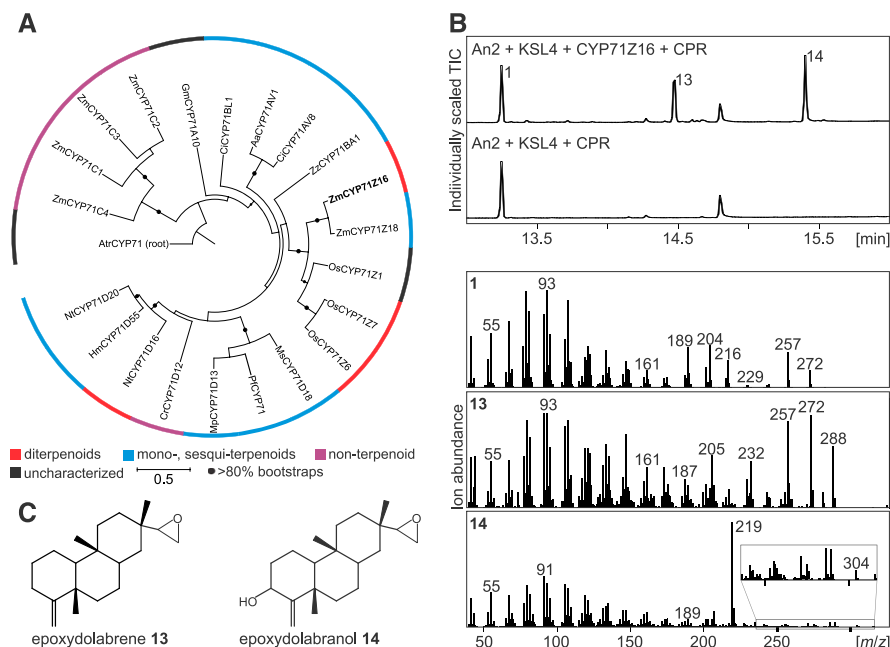 A
ZmCYP71C2
ZmCYP71C3
ZmCYP71C1
ZmCYP71C4
AtrCYP71 (root)
GmCYP71A10
CiCYP71BL1
AaCYP71AV1
CiCYP71AV8
ZzCYP71BA1
ZmCYP71Z16
ZmCYP71Z18
OsCYP71Z1
OsCYP71Z7
OsCYP71Z6
MsCYP71D18
PfCYP71
MpCYP71D13
CrCYP71D12
NtCYP71D16
HmCYP71D55
NtCYP71D20
diterpenoids
mono-, sesqui-terpenoids
non-terpenoid
uncharacterized
0.5
>80% bootstraps
B
Indiividually scaled TIC
An2 + KSL4 + CYP71Z16 + CPR
1
13
14
An2 + KSL4 + CPR
13.5 14.5 15.5 [min]
Ion abundance
1
55 93 161 189 204 216 229 257 272
13
55 93 161 187 205 232 257 272 288
14
55 91 189 219 304
50 100 150 200 250 [m/z]
C
O
epoxydolabrene 13
O
HO
epoxydolabranol 14